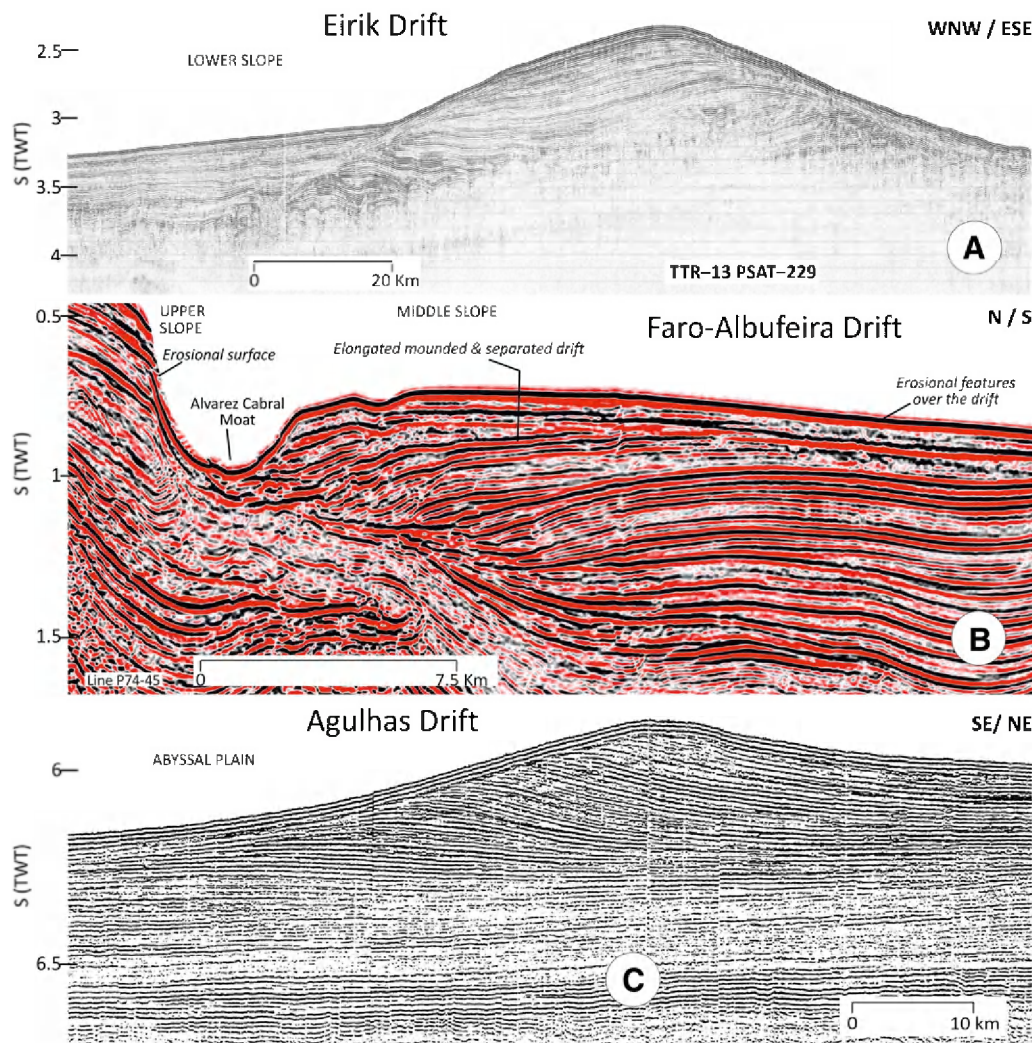 Eirik Drift
WNW / ESE
LOWER SLOPE
2.5
3
3.5
4
S (TWT)
0
20 Km
TTR–13 PSAT–229
A
UPPER
SLOPE
MIDDLE SLOPE
N / S
Faro-Albufeira Drift
Erosional surface
Elongated mounded & separated drift
Alvarez Cabral
Moat
Erosional features
over the drift
0.5
1
1.5
S (TWT)
Line P74-45
0
7.5 Km
B
Agulhas Drift
SE/ NE
ABYSSAL PLAIN
6
6.5
S (TWT)
C
0
10 km